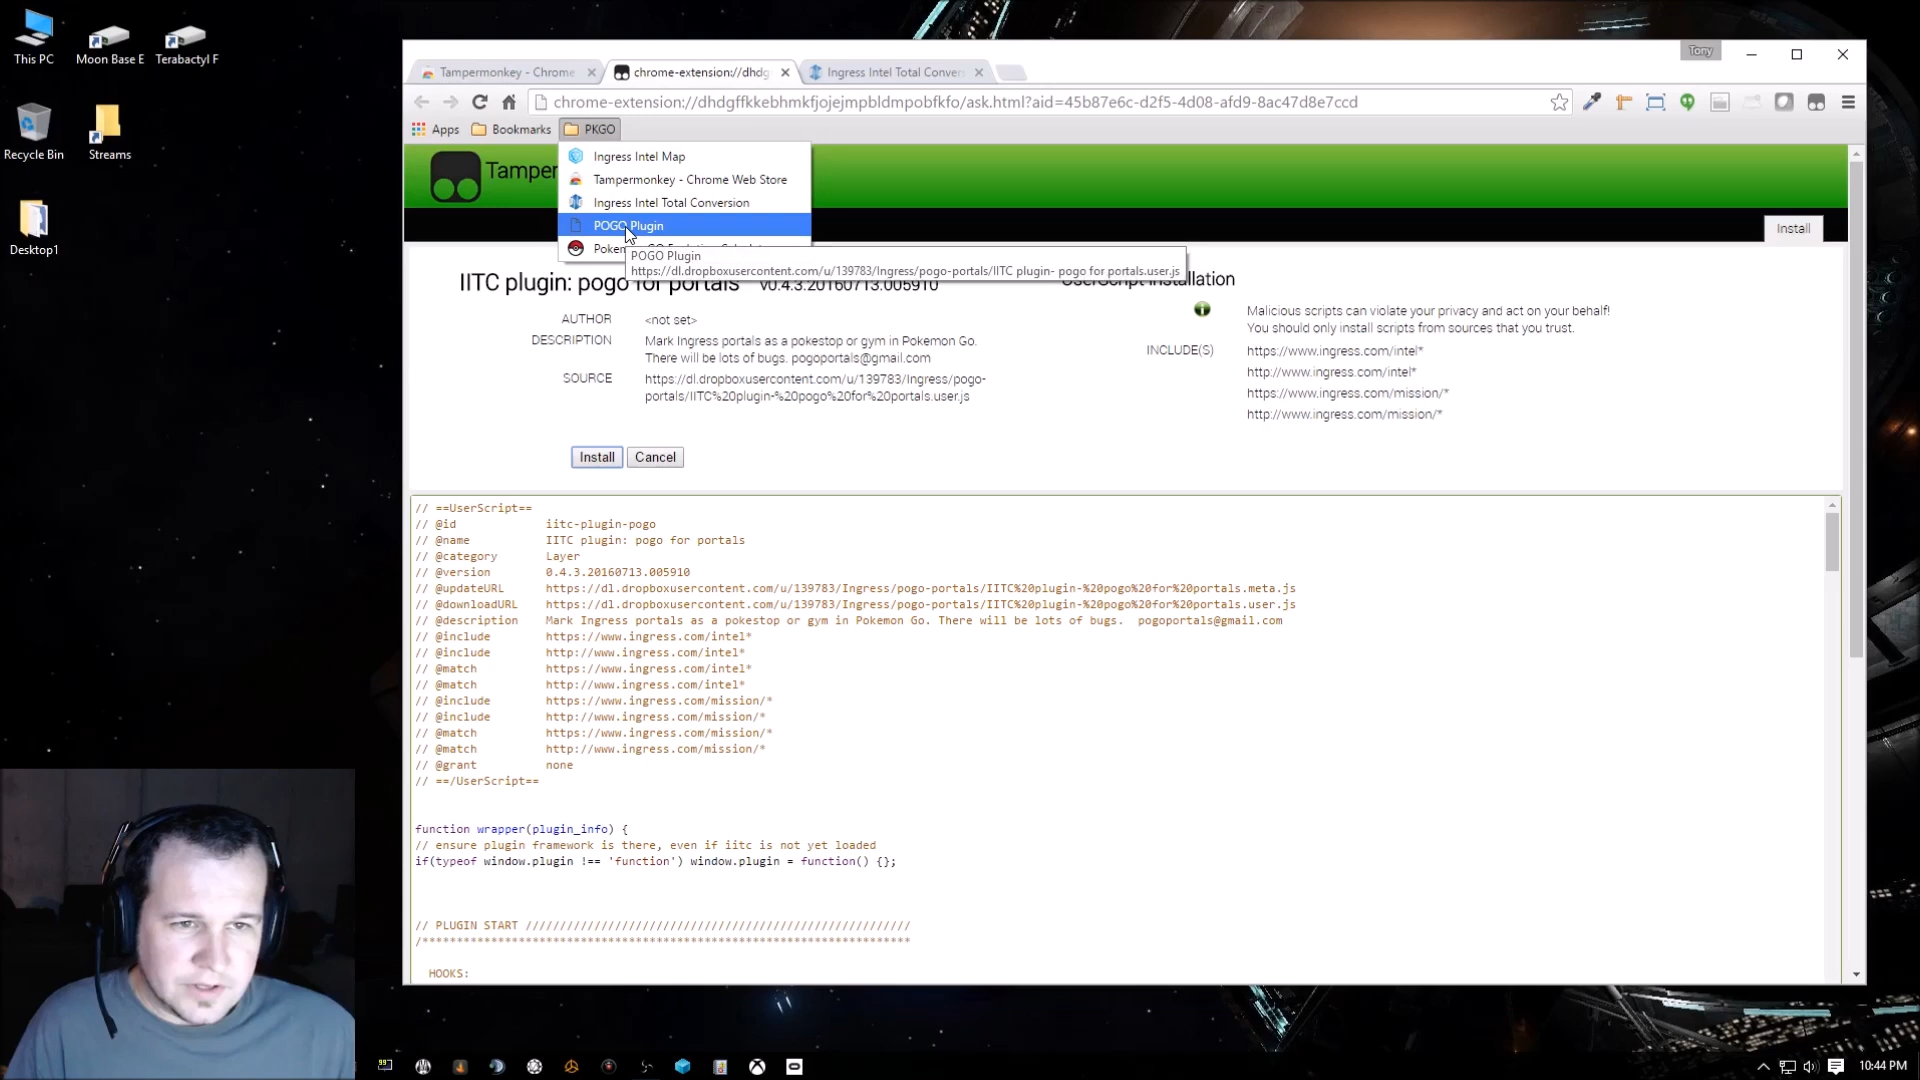 This PC
Moon Base E
Terabactyl F
Recycle Bin
Streams
Desktop1
Tony
Tampermonkey - Chrome
chrome-extension://dhdg
Ingress Intel Total Conver
chrome-extension://dhdgffkkebhmkfjojejmpbldmpobfkfo/ask.html?aid=45b87e6c-d2f5-4d08-afd9-8ac47d8e7ccd
Apps
Bookmarks
PKGO
Ingress Intel Map
Tampermonkey - Chrome Web Store
Ingress Intel Total Conversion
POGO Plugin
POGO Plugin
https://dl.dropboxusercontent.com/u/139783/Ingress/pogo-portals/IITC plugin- pogo for portals.user.js
Install
IITC plugin: pogo for portals v0.4.3.20160713.005910
AUTHOR <not set>
DESCRIPTION Mark Ingress portals as a pokestop or gym in Pokemon Go.
There will be lots of bugs. pogoportals@gmail.com
SOURCE https://dl.dropboxusercontent.com/u/139783/Ingress/pogo-
portals/IITC%20plugin-%20pogo%20for%20portals.user.js
UserScript Installation
Malicious scripts can violate your privacy and act on your behalf!
You should only install scripts from sources that you trust.
INCLUDE(S) https://www.ingress.com/intel*
http://www.ingress.com/intel*
https://www.ingress.com/mission/*
http://www.ingress.com/mission/*
Install Cancel
// ==UserScript==
// @id iitc-plugin-pogo
// @name IITC plugin: pogo for portals
// @category Layer
// @version 0.4.3.20160713.005910
// @updateURL https://dl.dropboxusercontent.com/u/139783/Ingress/pogo-portals/IITC%20plugin-%20pogo%20for%20portals.meta.js
// @downloadURL https://dl.dropboxusercontent.com/u/139783/Ingress/pogo-portals/IITC%20plugin-%20pogo%20for%20portals.user.js
// @description Mark Ingress portals as a pokestop or gym in Pokemon Go. There will be lots of bugs. pogoportals@gmail.com
// @include https://www.ingress.com/intel*
// @include http://www.ingress.com/intel*
// @match https://www.ingress.com/intel*
// @match http://www.ingress.com/intel*
// @include https://www.ingress.com/mission/*
// @include http://www.ingress.com/mission/*
// @match https://www.ingress.com/mission/*
// @match http://www.ingress.com/mission/*
// @grant none
// ==/UserScript==
function wrapper(plugin_info) {
// ensure plugin framework is there, even if iitc is not yet loaded
if(typeof window.plugin !== 'function') window.plugin = function() {};
// PLUGIN START ////////////////////////////////////////////////////////
/**************************************************************************
HOOKS:
10:44 PM